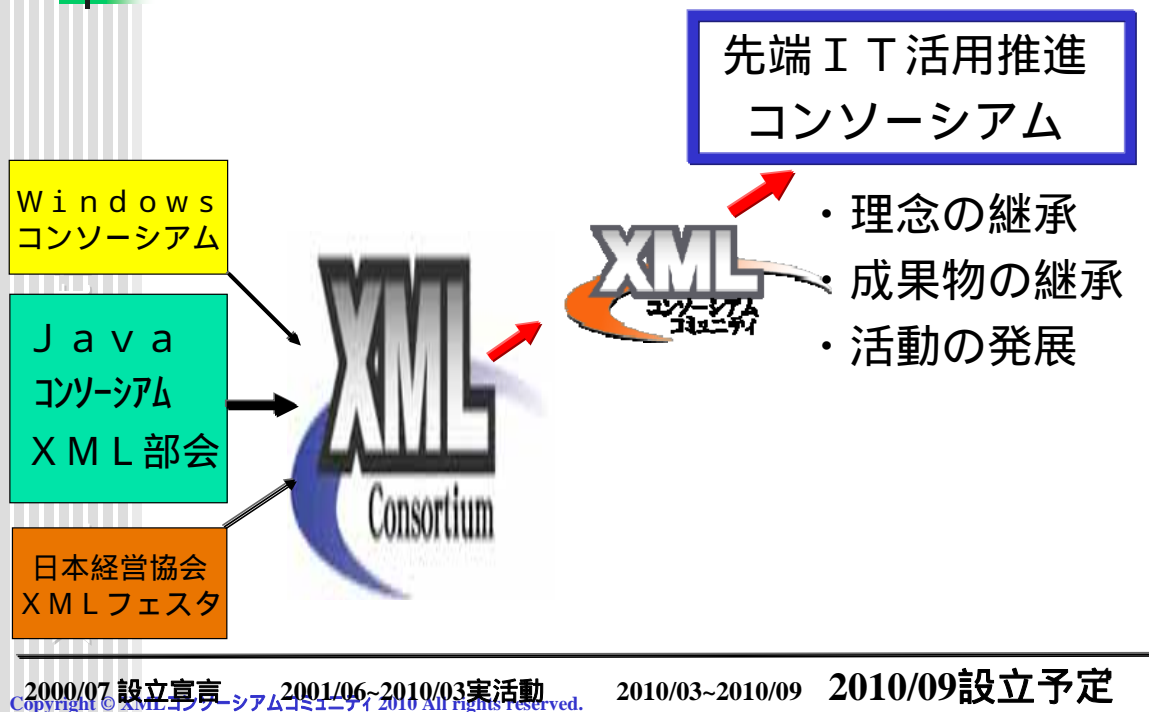 先端ＩＴ活用推進
コンソーシアム
Ｗｉｎｄｏｗｓ
コンソーシアム
Ｊａｖａ
ｺﾝｿｰｼｱﾑ
ＸＭＬ部会
日本経営協会
ＸＭＬフェスタ
XML
Consortium
XML
コンソーシアム
コミュニティ
・理念の継承
・成果物の継承
・活動の発展
2000/07 設立宣言
2001/06~2010/03実活動
2010/03~2010/09
2010/09設立予定
Copyright © XMLコンソーシアムコミュニティ 2010 All rights reserved.